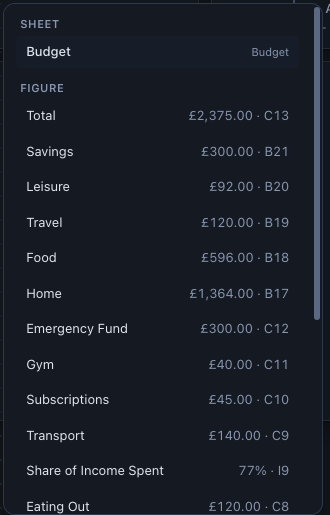 SHEET
Budget Budget
FIGURE
Total £2,375.00 · C13
Savings £300.00 · B21
Leisure £92.00 · B20
Travel £120.00 · B19
Food £596.00 · B18
Home £1,364.00 · B17
Emergency Fund £300.00 · C12
Gym £40.00 · C11
Subscriptions £45.00 · C10
Transport £140.00 · C9
Share of Income Spent 77% · I9
Eating Out £120.00 · C8